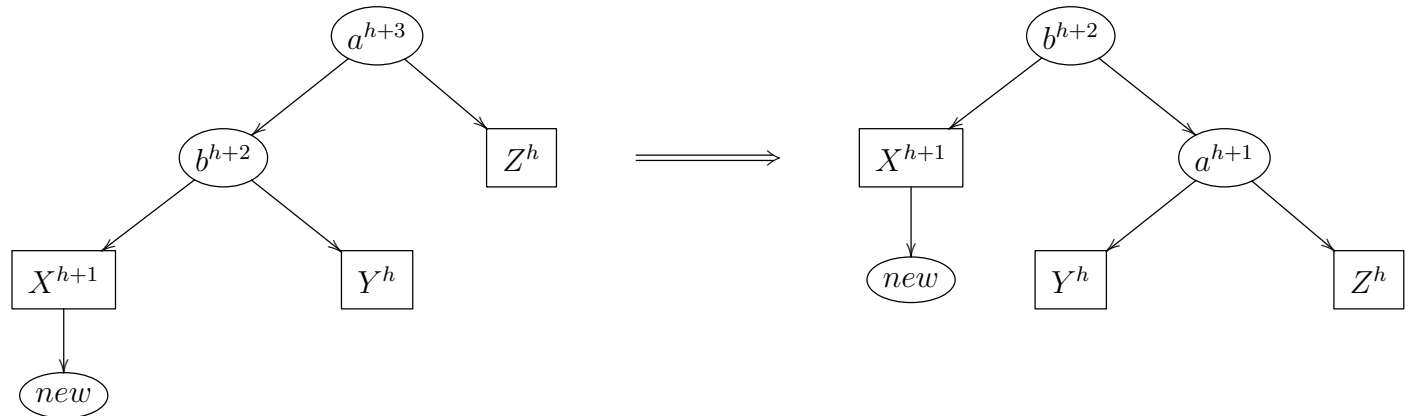 a^{h+3} b^{h+2}
b^{h+2} Z^h X^{h+1} a^{h+1}
X^{h+1} Y^h new Y^h Z^h
new